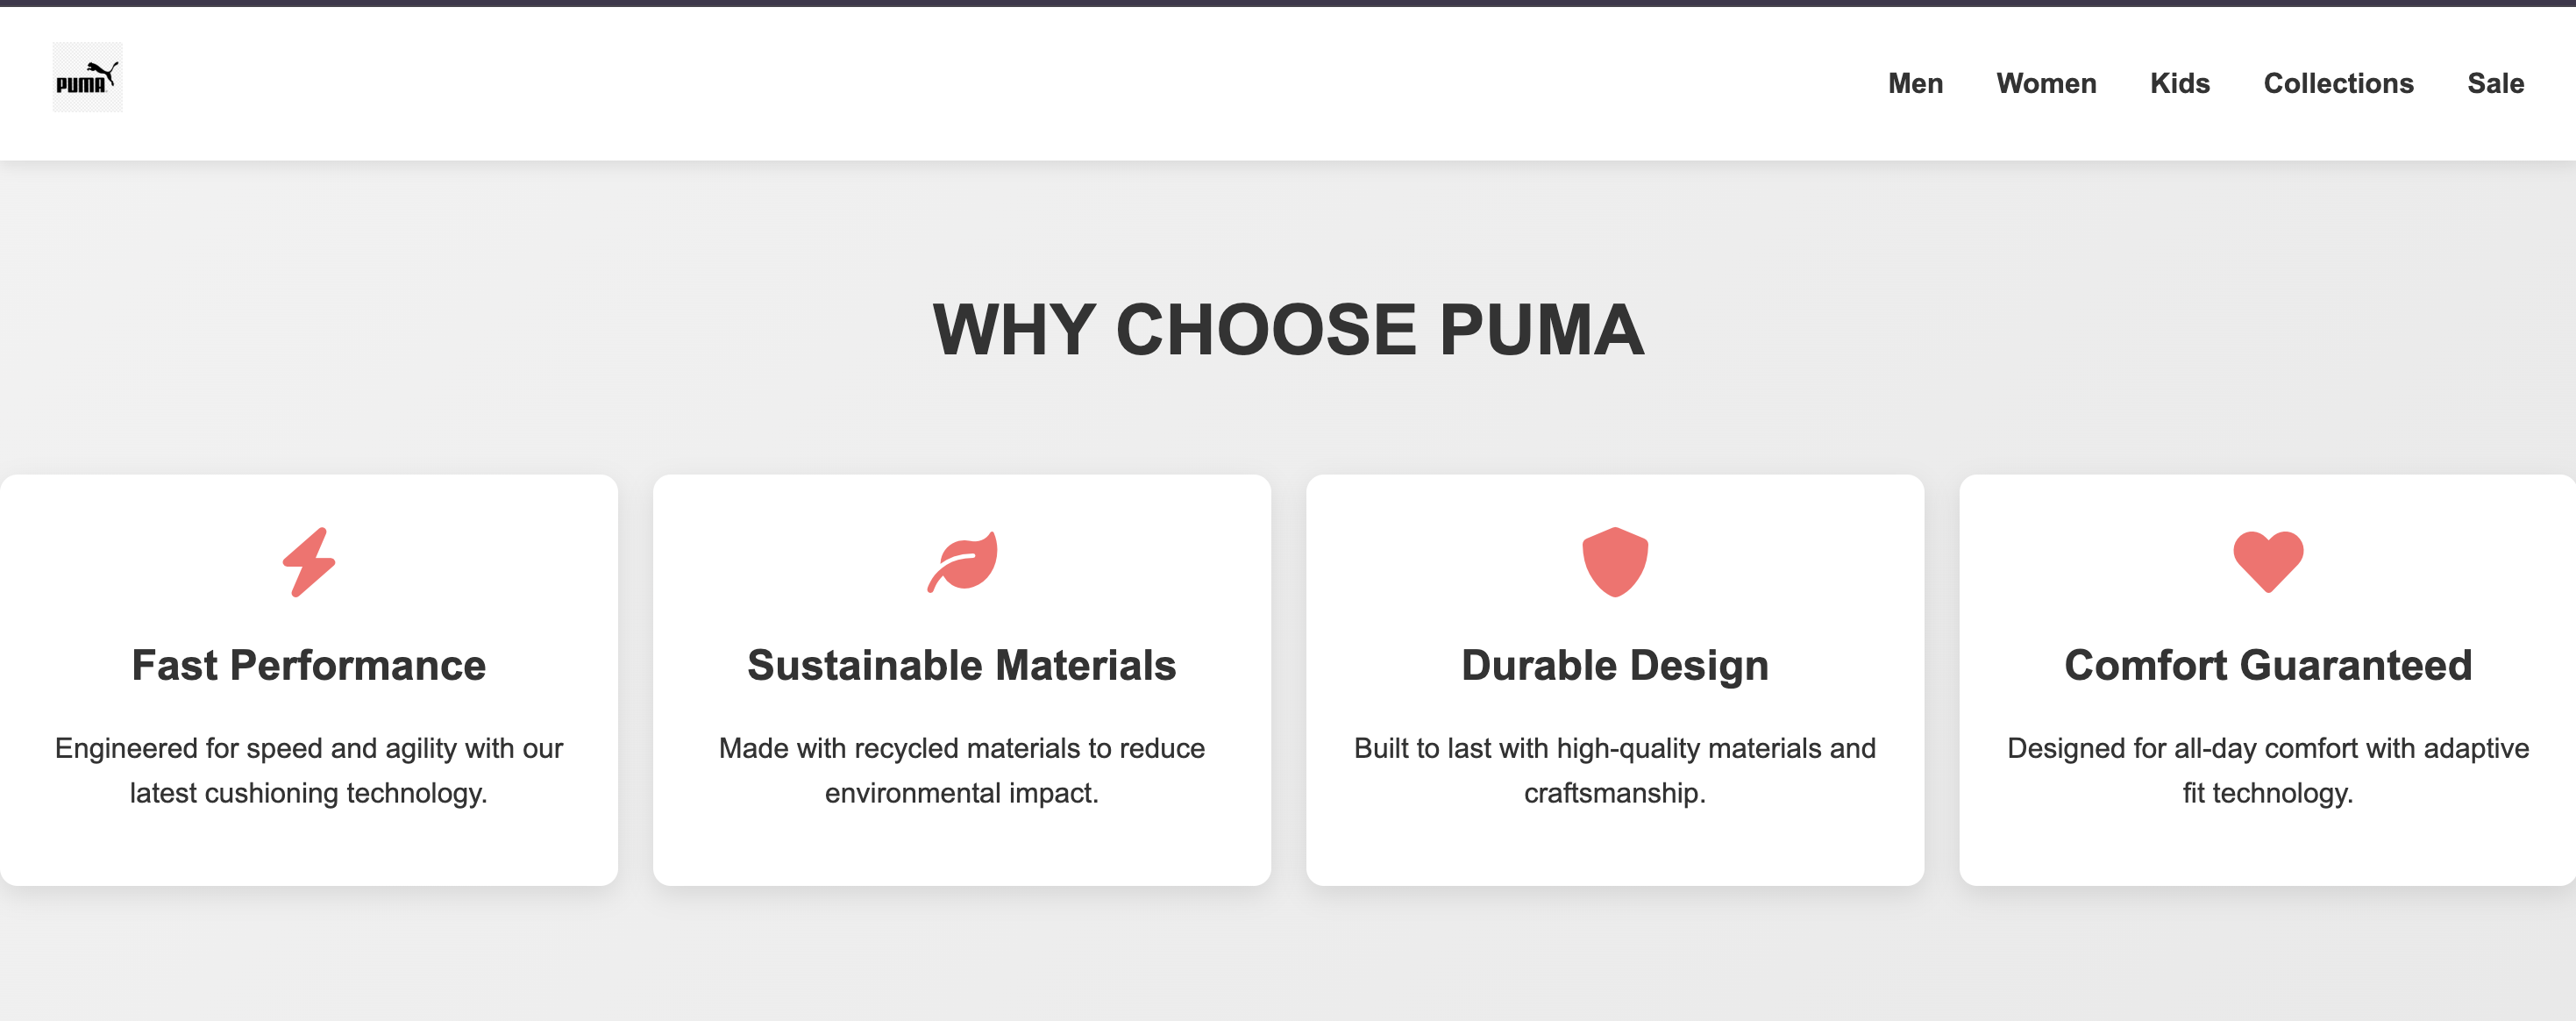 PUMA
Men Women Kids Collections Sale
WHY CHOOSE PUMA
Fast Performance
Engineered for speed and agility with our
latest cushioning technology.
Sustainable Materials
Made with recycled materials to reduce
environmental impact.
Durable Design
Built to last with high-quality materials and
craftsmanship.
Comfort Guaranteed
Designed for all-day comfort with adaptive
fit technology.